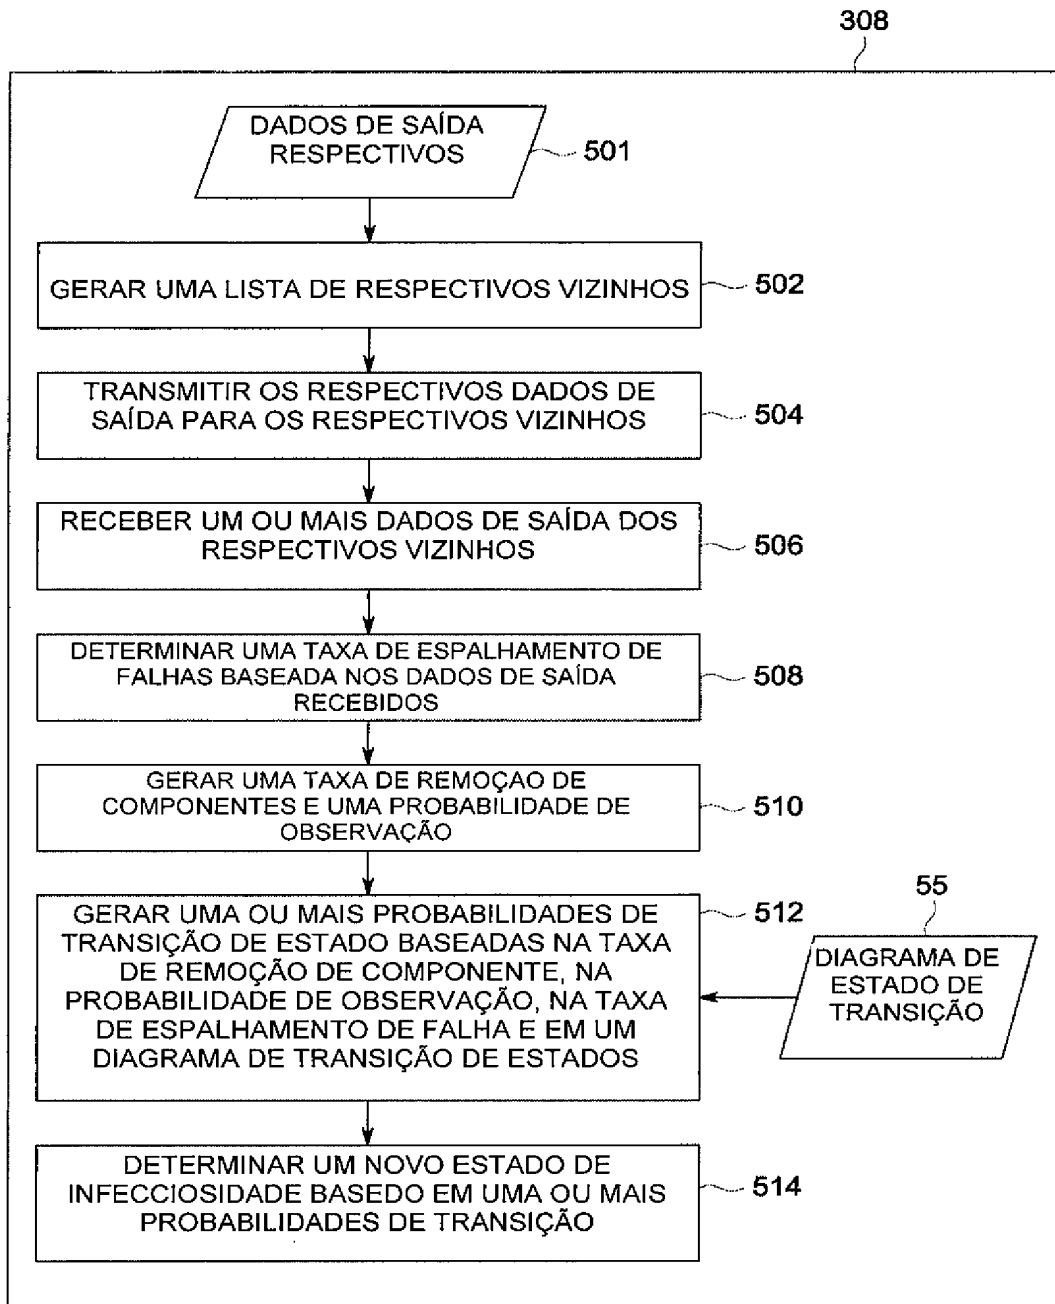 308
DADOS DE SAÍDA
RESPECTIVOS
501
GERAR UMA LISTA DE RESPECTIVOS VIZINHOS
502
TRANSMITIR OS RESPECTIVOS DADOS DE
SAÍDA PARA OS RESPECTIVOS VIZINHOS
504
RECEBER UM OU MAIS DADOS DE SAÍDA DOS
RESPECTIVOS VIZINHOS
506
DETERMINAR UMA TAXA DE ESPALHAMENTO DE
FALHAS BASEADA NOS DADOS DE SAÍDA
RECEBIDOS
508
GERAR UMA TAXA DE REMOÇAO DE
COMPONENTES E UMA PROBABILIDADE DE
OBSERVAÇÃO
510
GERAR UMA OU MAIS PROBABILIDADES DE
TRANSIÇÃO DE ESTADO BASEADAS NA TAXA
DE REMOÇÃO DE COMPONENTE, NA
PROBABILIDADE DE OBSERVAÇÃO, NA TAXA
DE ESPALHAMENTO DE FALHA E EM UM
DIAGRAMA DE TRANSIÇÃO DE ESTADOS
512
55
DIAGRAMA DE
ESTADO DE
TRANSIÇÃO
DETERMINAR UM NOVO ESTADO DE
INFECCIOSIDADE BASEDO EM UMA OU MAIS
PROBABILIDADES DE TRANSIÇÃO
514